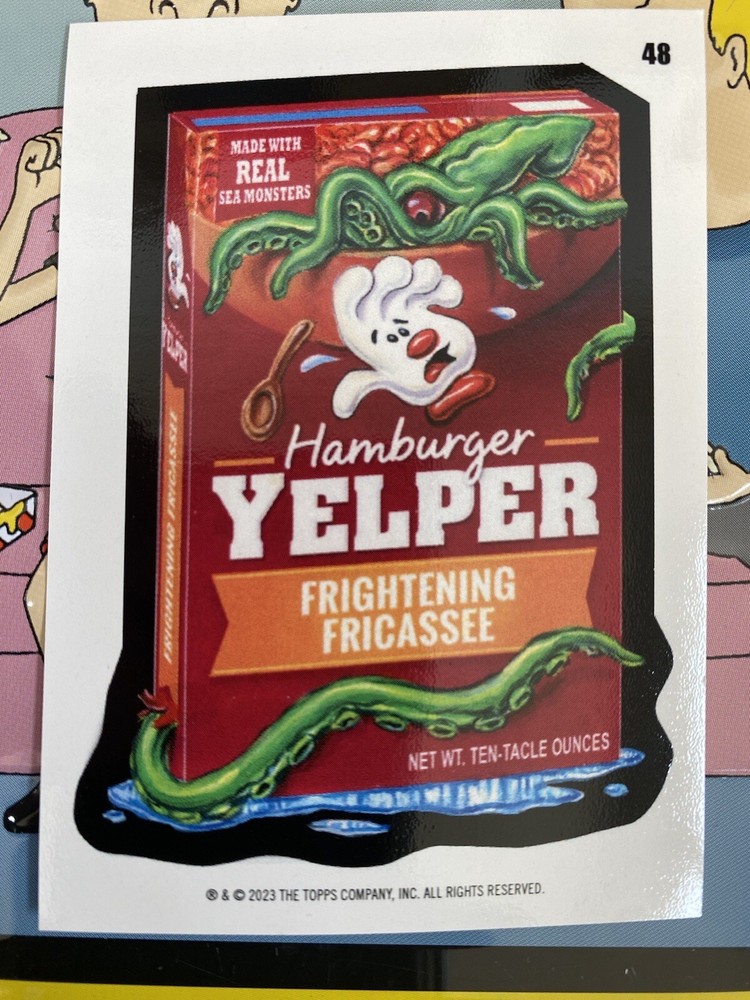 48
MADE WITH
REAL
SEA MONSTERS
YELPER
FRIGHTENING FRICASSEE
Hamburger
YELPER
FRIGHTENING
FRICASSEE
NET WT. TEN-TACLE OUNCES
® & © 2023 THE TOPPS COMPANY, INC. ALL RIGHTS RESERVED.